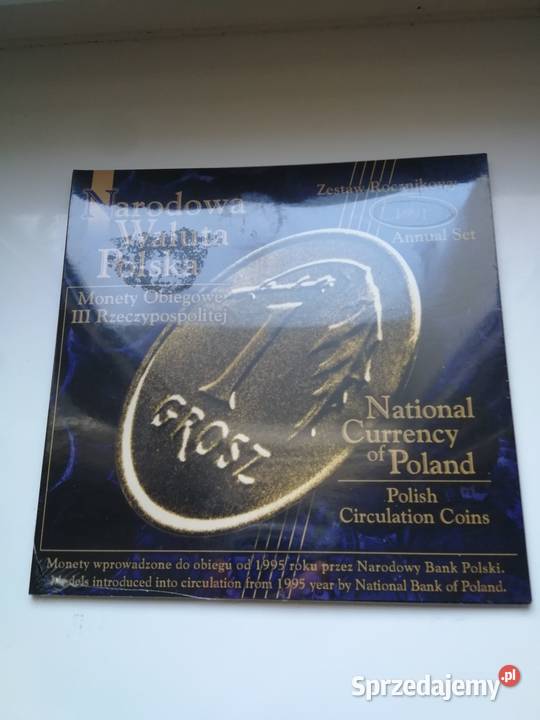 Narodowa
Waluta
Polska
Monety Obiegowe
III Rzeczypospolitej
Zestaw Rocznikowy
1991
Annual Set
GROSZ
National
Currency
of Poland
Polish
Circulation Coins
Monety wprowadzone do obiegu od 1995 roku przez Narodowy Bank Polski.
Models introduced into circulation from 1995 year by National Bank of Poland.
Sprzedajemy.pl